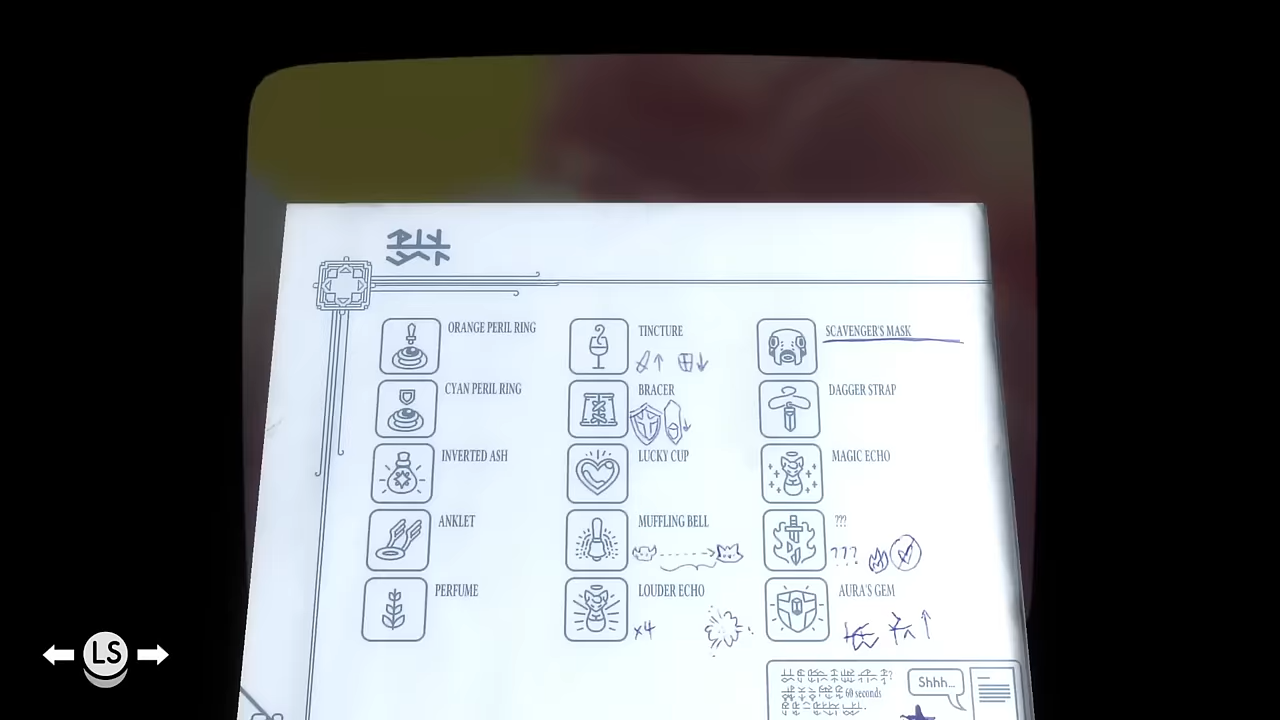 ORANGE PERIL RING
CYAN PERIL RING
INVERTED ASH
ANKLET
PERFUME
TINCTURE
BRACER
LUCKY CUP
MUFFLING BELL
LOUDER ECHO
x4
SCAVENGER'S MASK
DAGGER STRAP
MAGIC ECHO
???
???
AURA'S GEM
?
60 seconds
Shhh...
LS